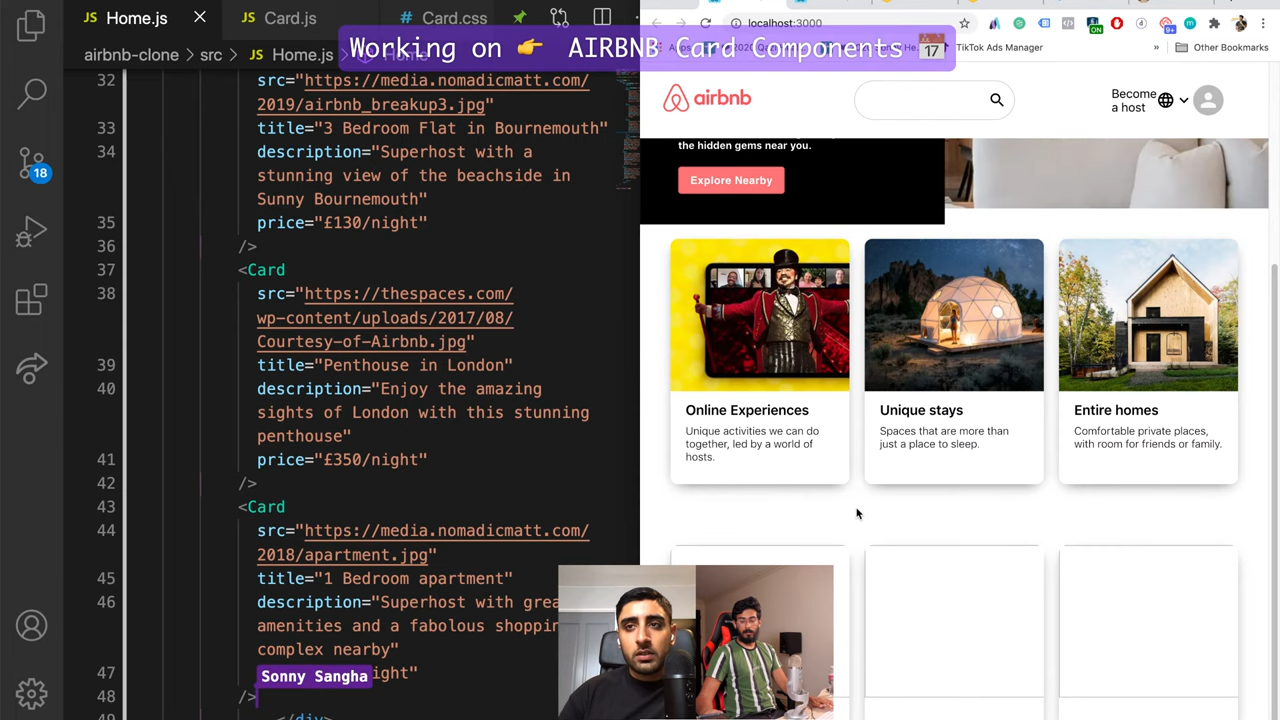 Home.js
Card.js
Card.css
localhost:3000
Working on 👉 AIRBNB Card Components 17
TikTok Ads Manager
»
Other Bookmarks
airbnb-clone > src > JS Home.js >
32
src="https://media.nomadicmatt.com/
2019/airbnb_breakup3.jpg"
33 title="3 Bedroom Flat in Bournemouth"
34 description="Superhost with a
stunning view of the beachside in
Sunny Bournemouth"
35 price="£130/night"
36 />
37 <Card
38 src="https://thespaces.com/
wp-content/uploads/2017/08/
Courtesy-of-Airbnb.jpg"
39 title="Penthouse in London"
40 description="Enjoy the amazing
sights of London with this stunning
penthouse"
41 price="£350/night"
42 />
43 <Card
44 src="https://media.nomadicmatt.com/
2018/apartment.jpg"
45 title="1 Bedroom apartment"
46 description="Superhost with
amenities and a fabolous
complex nearby"
47
Sonny Sangha
48 />
49 </div>
18
airbnb
Become
a host
the hidden gems near you.
Explore Nearby
Online Experiences
Unique activities we can do
together, led by a world of
hosts.
Unique stays
Spaces that are more than
just a place to sleep.
Entire homes
Comfortable private places,
with room for friends or family.